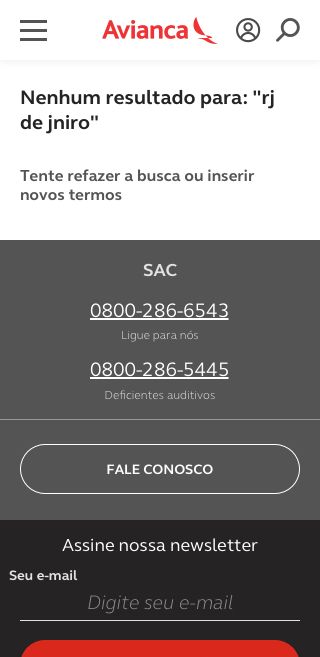 Avianca
Nenhum resultado para: "rj
de jniro"
Tente refazer a busca ou inserir
novos termos
SAC
0800-286-6543
Ligue para nós
0800-286-5445
Deficientes auditivos
FALE CONOSCO
Assine nossa newsletter
Seu e-mail
Digite seu e-mail